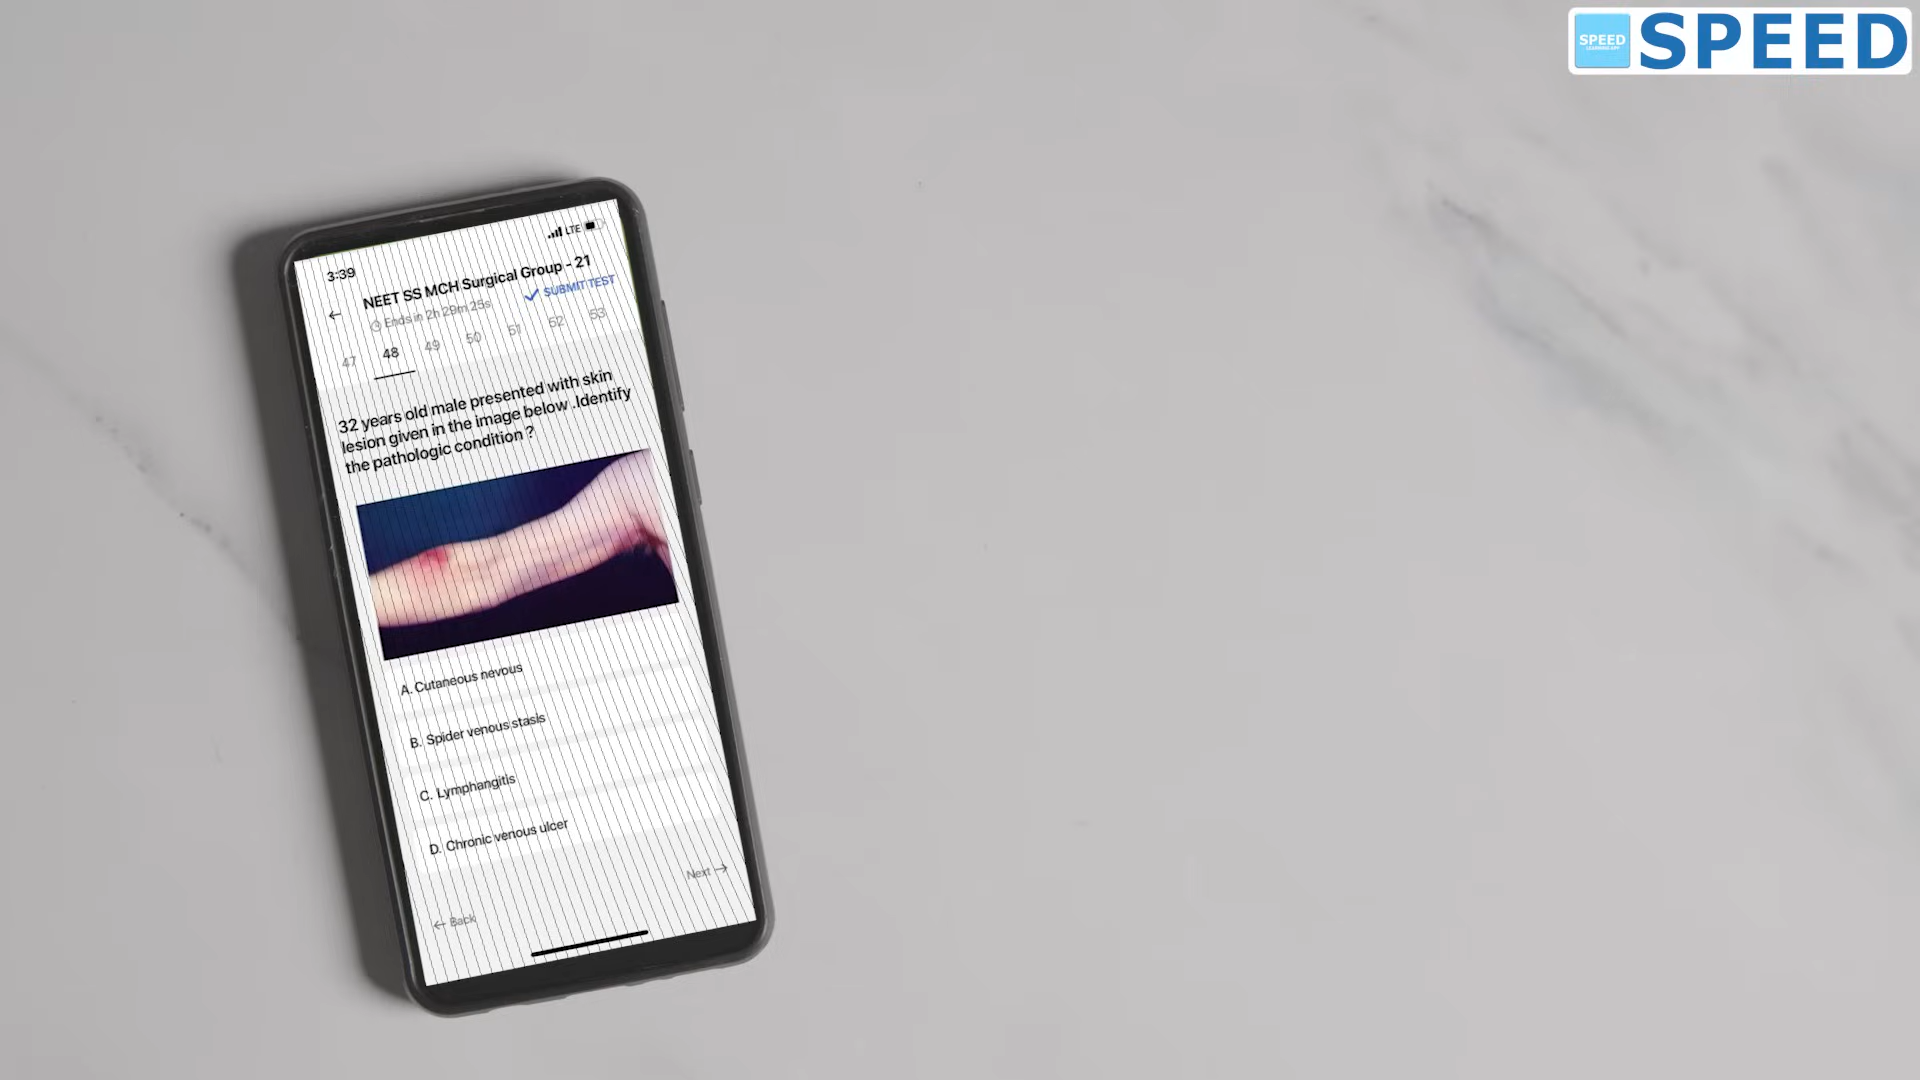 SPEED
SPEED
3:39
LTE
NEET SS MCH Surgical Group - 21
Ends in 2h 29m 25s
SUBMIT TEST
47 48 49 50 51 52 53
32 years old male presented with skin
lesion given in the image below .Identify
the pathologic condition ?
A. Cutaneous nevous
B. Spider venous stasis
C. Lymphangitis
D. Chronic venous ulcer
Next →
← Back